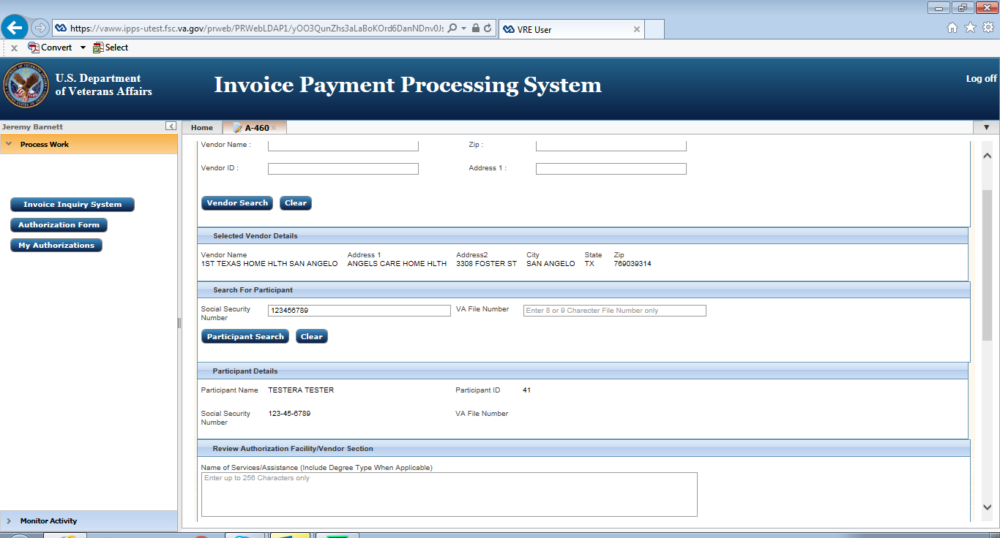 https://vaww.ipps-utest.fsc.va.gov/prweb/PRWebLDAP1/
VRE User
Convert Select
U.S. Department
of Veterans Affairs
Invoice Payment Processing System
Log off
Jeremy Barnett
Home A-460
Process Work
Invoice Inquiry System
Authorization Form
My Authorizations
Monitor Activity
Vendor Name : Zip :
Vendor ID : Address 1 :
Vendor Search Clear
Selected Vendor Details
Vendor Name Address 1 Address2 City State Zip
1ST TEXAS HOME HLTH SAN ANGELO ANGELS CARE HOME HLTH 3308 FOSTER ST SAN ANGELO TX 769039314
Search For Participant
Social Security
Number
123456789
VA File Number
Enter 8 or 9 Charecter File Number only
Participant Search Clear
Participant Details
Participant Name TESTERA TESTER Participant ID 41
Social Security
Number
123-45-6789
VA File Number
Review Authorization Facility/Vendor Section
Name of Services/Assistance (Include Degree Type When Applicable)
Enter up to 256 Characters only